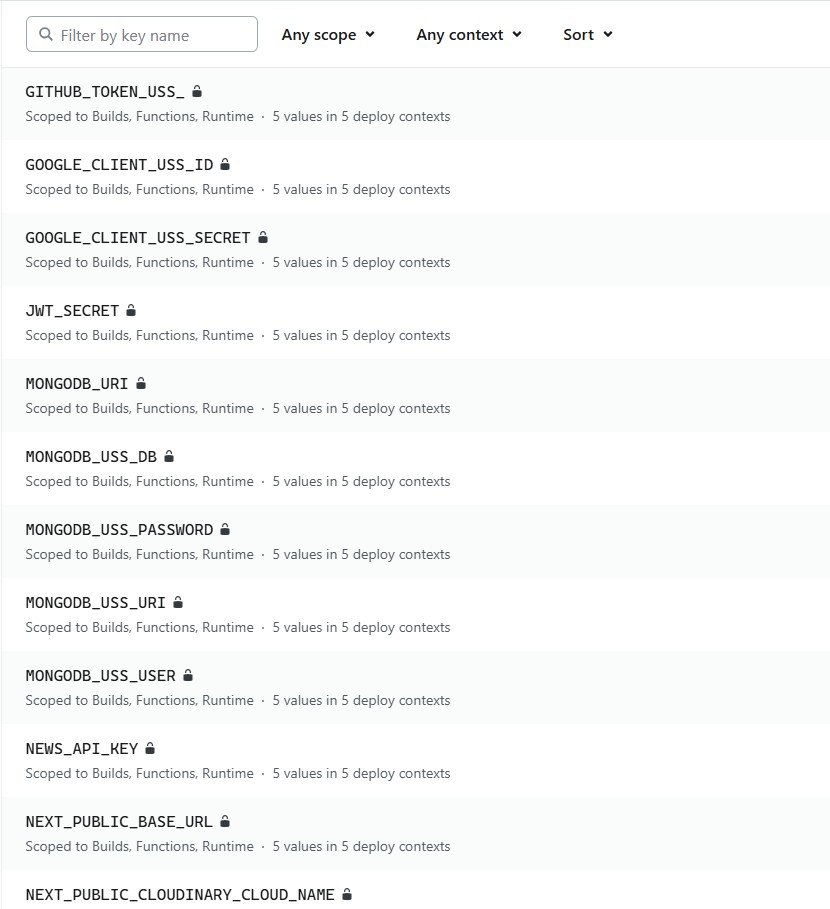 Filter by key name
Any scope
Any context
Sort
GITHUB_TOKEN_USS_
Scoped to Builds, Functions, Runtime · 5 values in 5 deploy contexts
GOOGLE_CLIENT_USS_ID
Scoped to Builds, Functions, Runtime · 5 values in 5 deploy contexts
GOOGLE_CLIENT_USS_SECRET
Scoped to Builds, Functions, Runtime · 5 values in 5 deploy contexts
JWT_SECRET
Scoped to Builds, Functions, Runtime · 5 values in 5 deploy contexts
MONGODB_URI
Scoped to Builds, Functions, Runtime · 5 values in 5 deploy contexts
MONGODB_USS_DB
Scoped to Builds, Functions, Runtime · 5 values in 5 deploy contexts
MONGODB_USS_PASSWORD
Scoped to Builds, Functions, Runtime · 5 values in 5 deploy contexts
MONGODB_USS_URI
Scoped to Builds, Functions, Runtime · 5 values in 5 deploy contexts
MONGODB_USS_USER
Scoped to Builds, Functions, Runtime · 5 values in 5 deploy contexts
NEWS_API_KEY
Scoped to Builds, Functions, Runtime · 5 values in 5 deploy contexts
NEXT_PUBLIC_BASE_URL
Scoped to Builds, Functions, Runtime · 5 values in 5 deploy contexts
NEXT_PUBLIC_CLOUDINARY_CLOUD_NAME